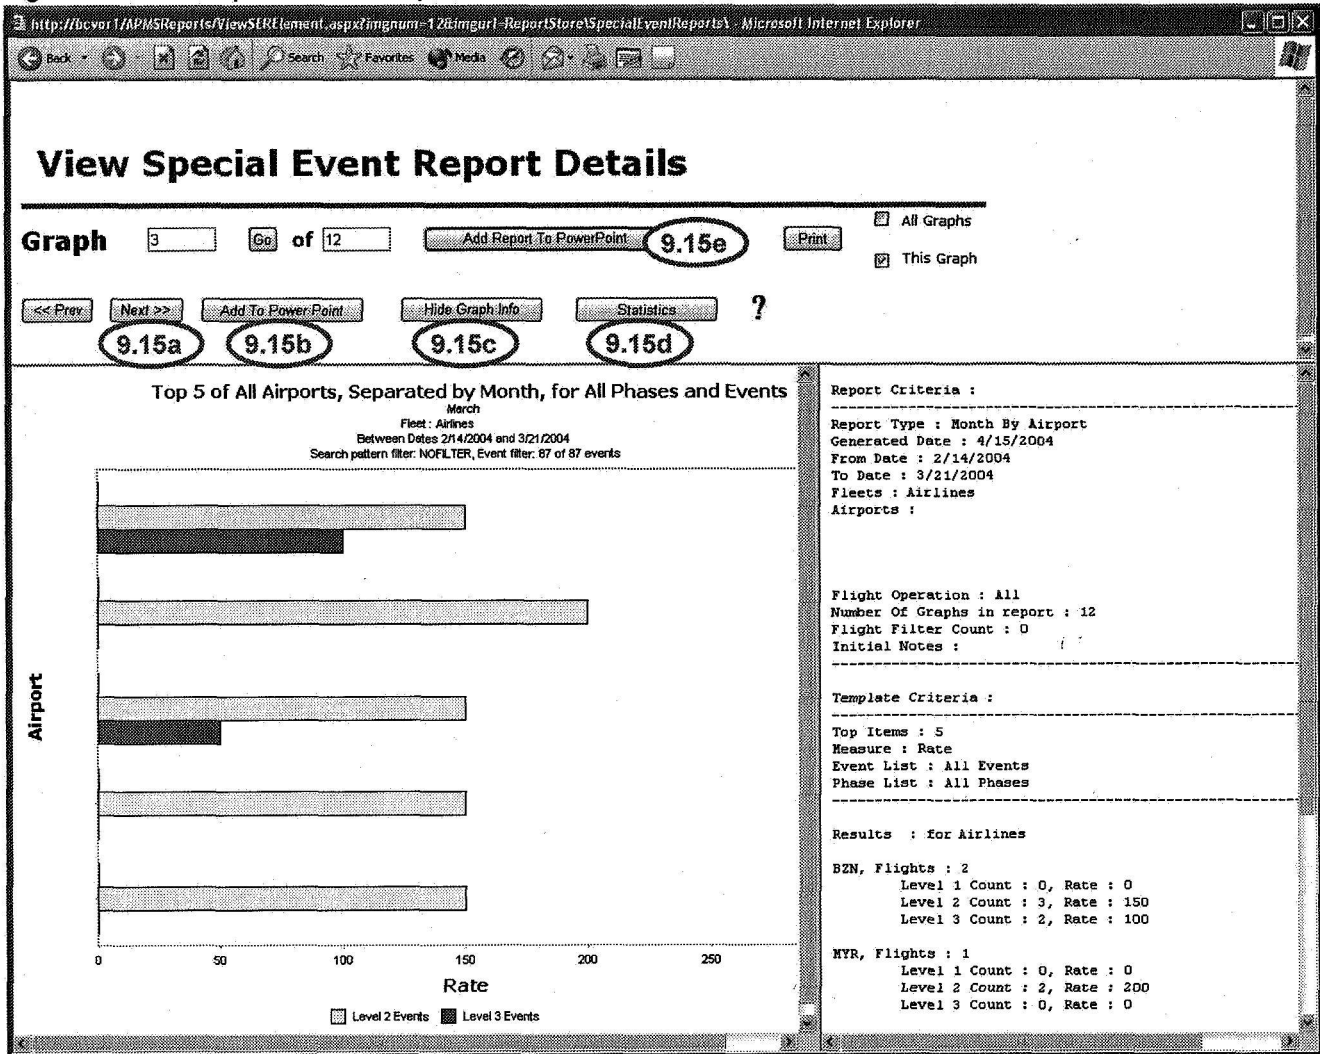 http://bcvor1/APMSReports/ViewSERElement.aspx?imgnum=12&imgurl=ReportStore\SpecialEventReports\ - Microsoft Internet Explorer
Back Search Favorites Media
View Special Event Report Details
Graph 3 Go of 12 Add Report To PowerPoint 9.15e Print
All Graphs
This Graph
<< Prev Next >> Add To Power Point Hide Graph Info Statistics ?
9.15a 9.15b 9.15c 9.15d
Top 5 of All Airports, Separated by Month, for All Phases and Events
March
Fleet : Airlines
Between Dates 2/14/2004 and 3/21/2004
Search pattern filter: NOFILTER, Event filter: 87 of 87 events
Airport
0 50 100 150 200 250
Rate
Level 2 Events Level 3 Events
Report Criteria :
Report Type : Month By Airport
Generated Date : 4/15/2004
From Date : 2/14/2004
To Date : 3/21/2004
Fleets : Airlines
Airports :
Flight Operation : All
Number Of Graphs in report : 12
Flight Filter Count : 0
Initial Notes :
Template Criteria :
Top Items : 5
Measure : Rate
Event List : All Events
Phase List : All Phases
Results : for Airlines
BZN, Flights : 2
Level 1 Count : 0, Rate : 0
Level 2 Count : 3, Rate : 150
Level 3 Count : 2, Rate : 100
MYR, Flights : 1
Level 1 Count : 0, Rate : 0
Level 2 Count : 2, Rate : 200
Level 3 Count : 0, Rate : 0